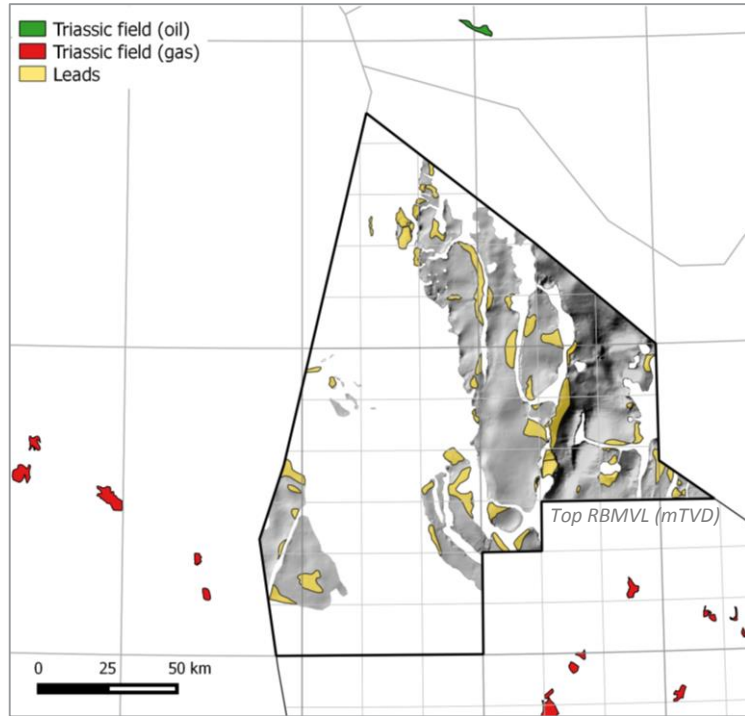 Triassic field (oil)
Triassic field (gas)
Leads
Top RBMVL (mTVD)
0 25 50 km